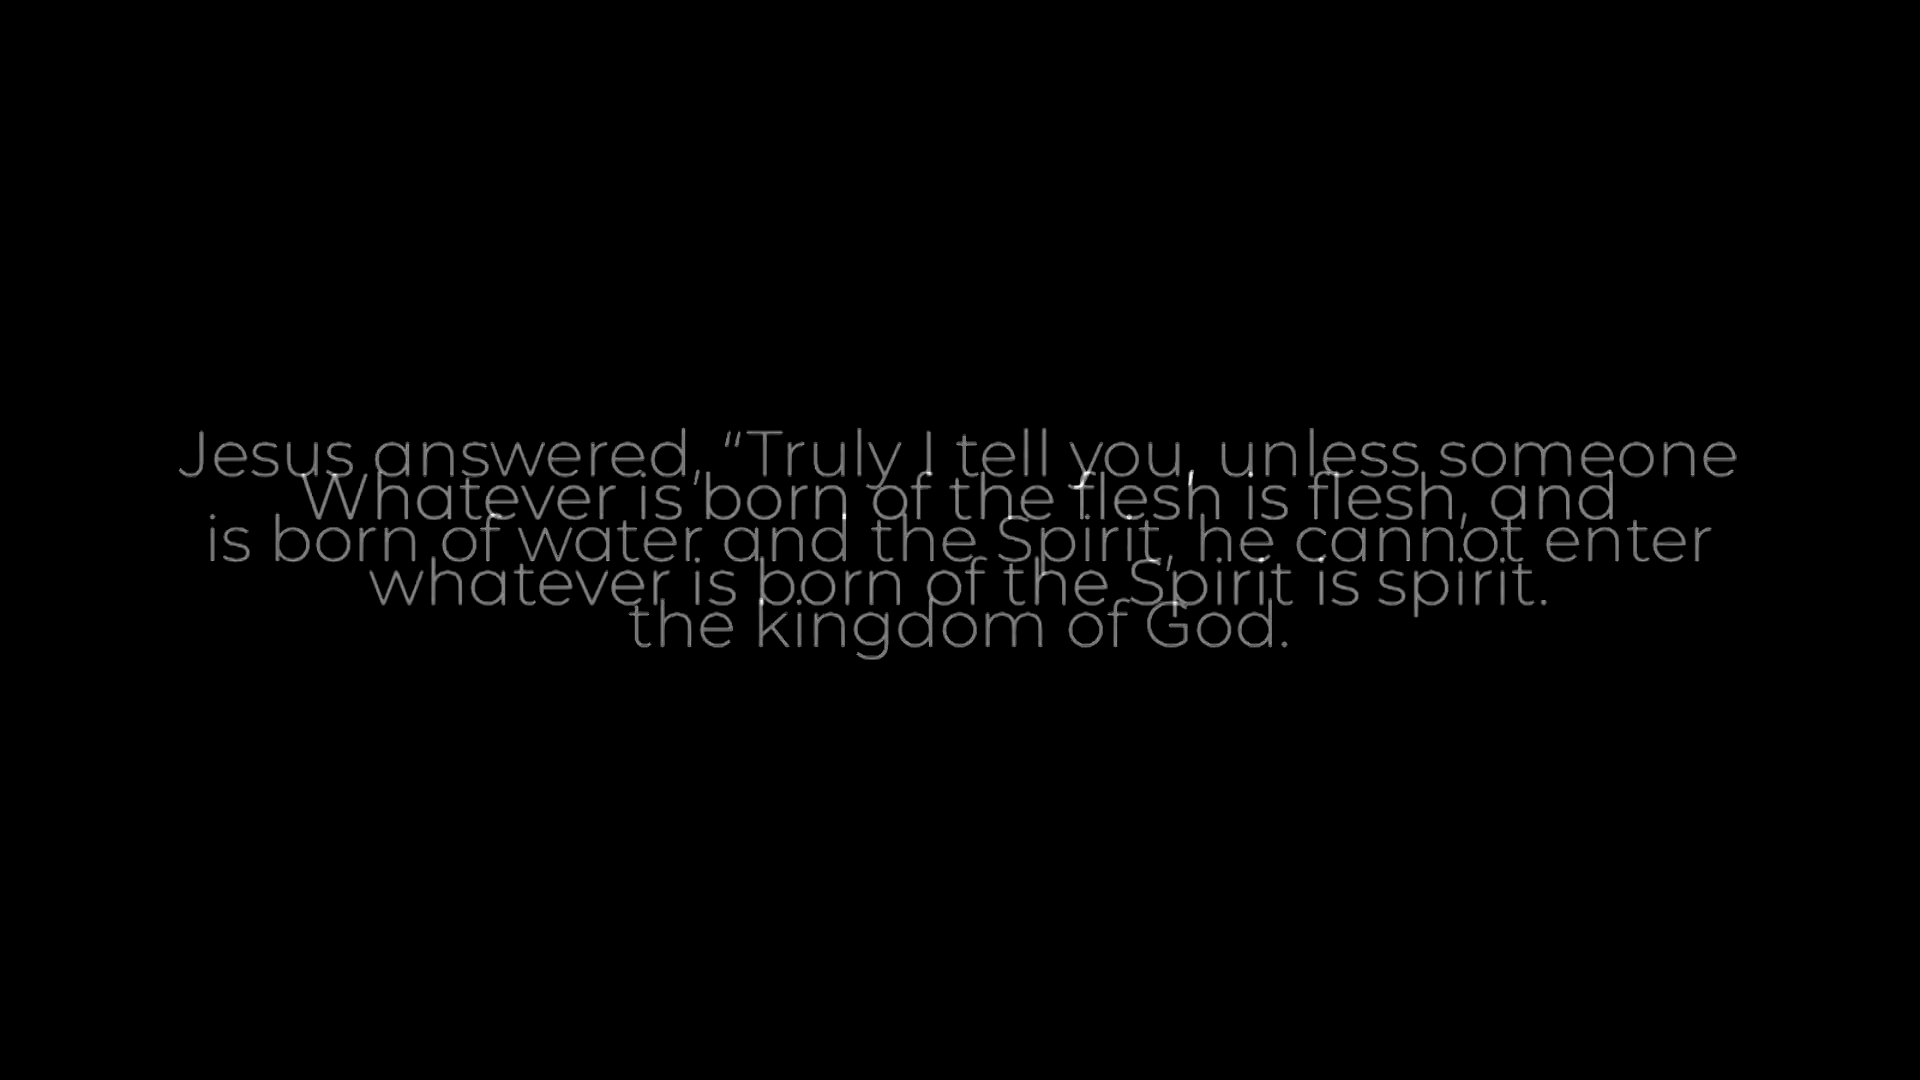 Jesus answered, “Truly I tell you, unless someone
Whatever is born of the flesh is flesh, and
is born of water and the Spirit, he cannot enter
whatever is born of the Spirit is spirit.
the kingdom of God.